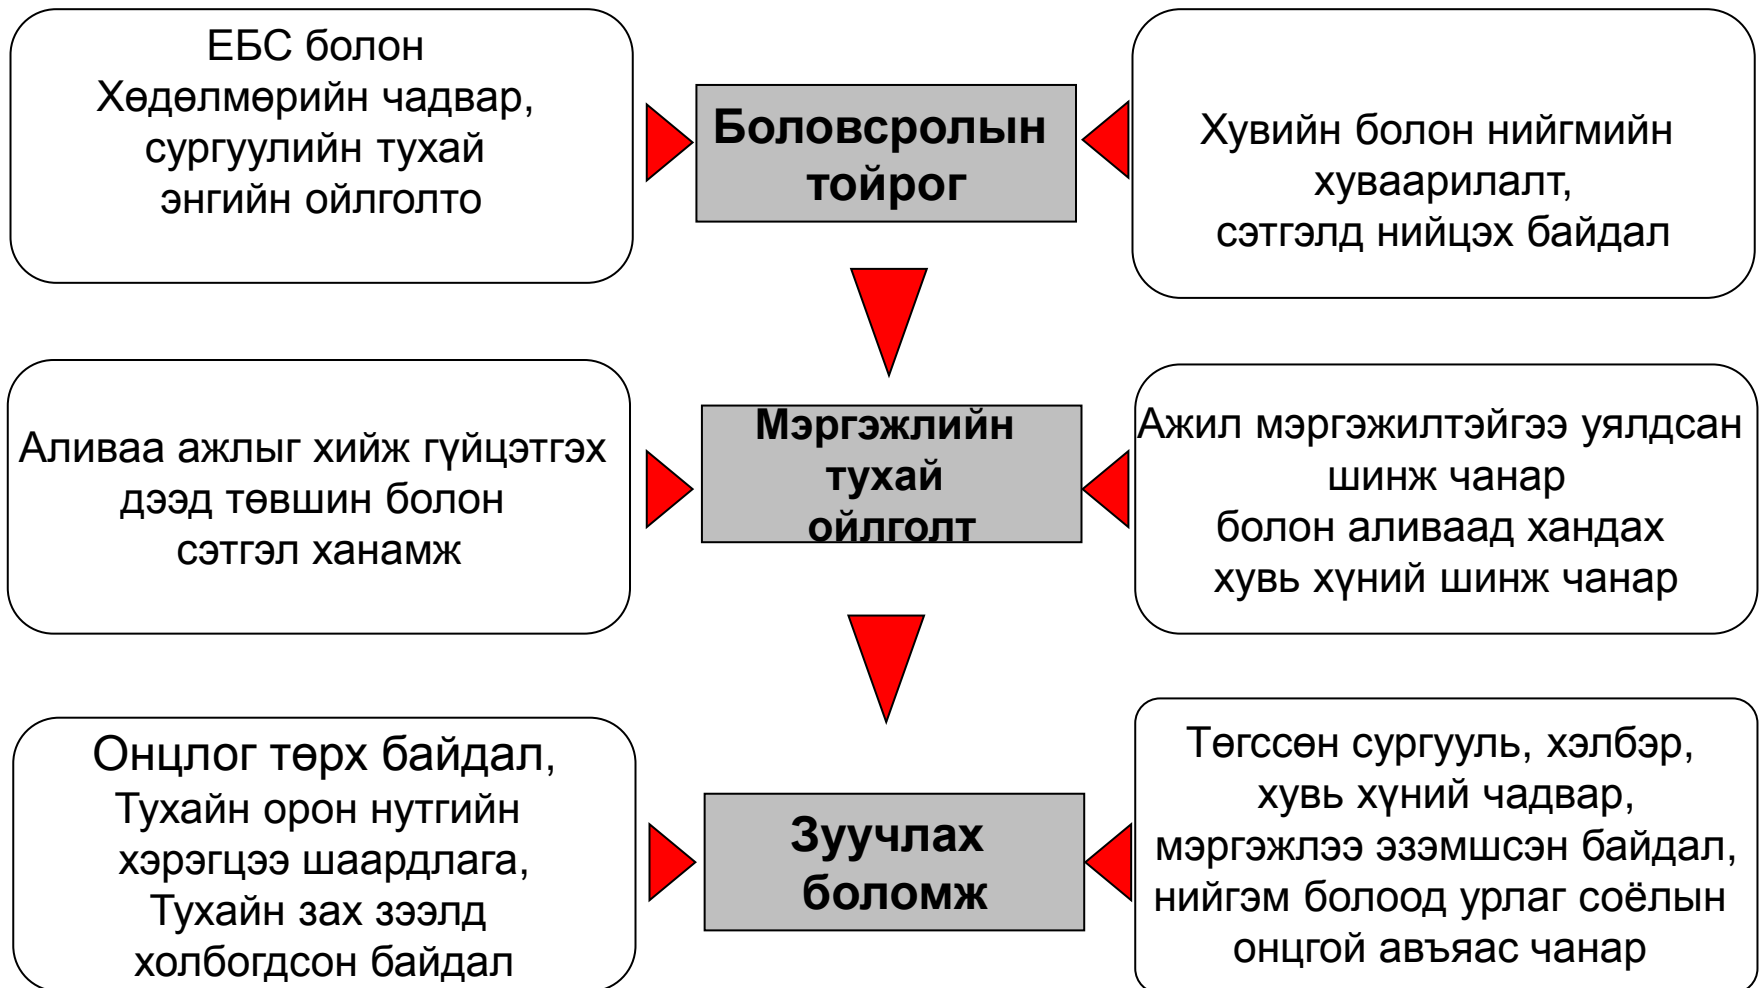 ЕБС болон
Хөдөлмөрийн чадвар,
сургуулийн тухай
энгийн ойлголто
Боловсролын
тойрог
Хувийн болон нийгмийн
хуваарилалт,
сэтгэлд нийцэх байдал
Аливаа ажлыг хийж гүйцэтгэх
дээд төвшин болон
сэтгэл ханамж
Мэргэжлийн
тухай
ойлголт
Ажил мэргэжилтэйгээ уялдсан
шинж чанар
болон аливаад хандах
хувь хүний шинж чанар
Онцлог төрх байдал,
Тухайн орон нутгийн
хэрэгцээ шаардлага,
Тухайн зах зээлд
холбогдсон байдал
Зуучлах
боломж
Төгссөн сургууль, хэлбэр,
хувь хүний чадвар,
мэргэжлээ эзэмшсэн байдал,
нийгэм болоод урлаг соёлын
онцгой авъяас чанар